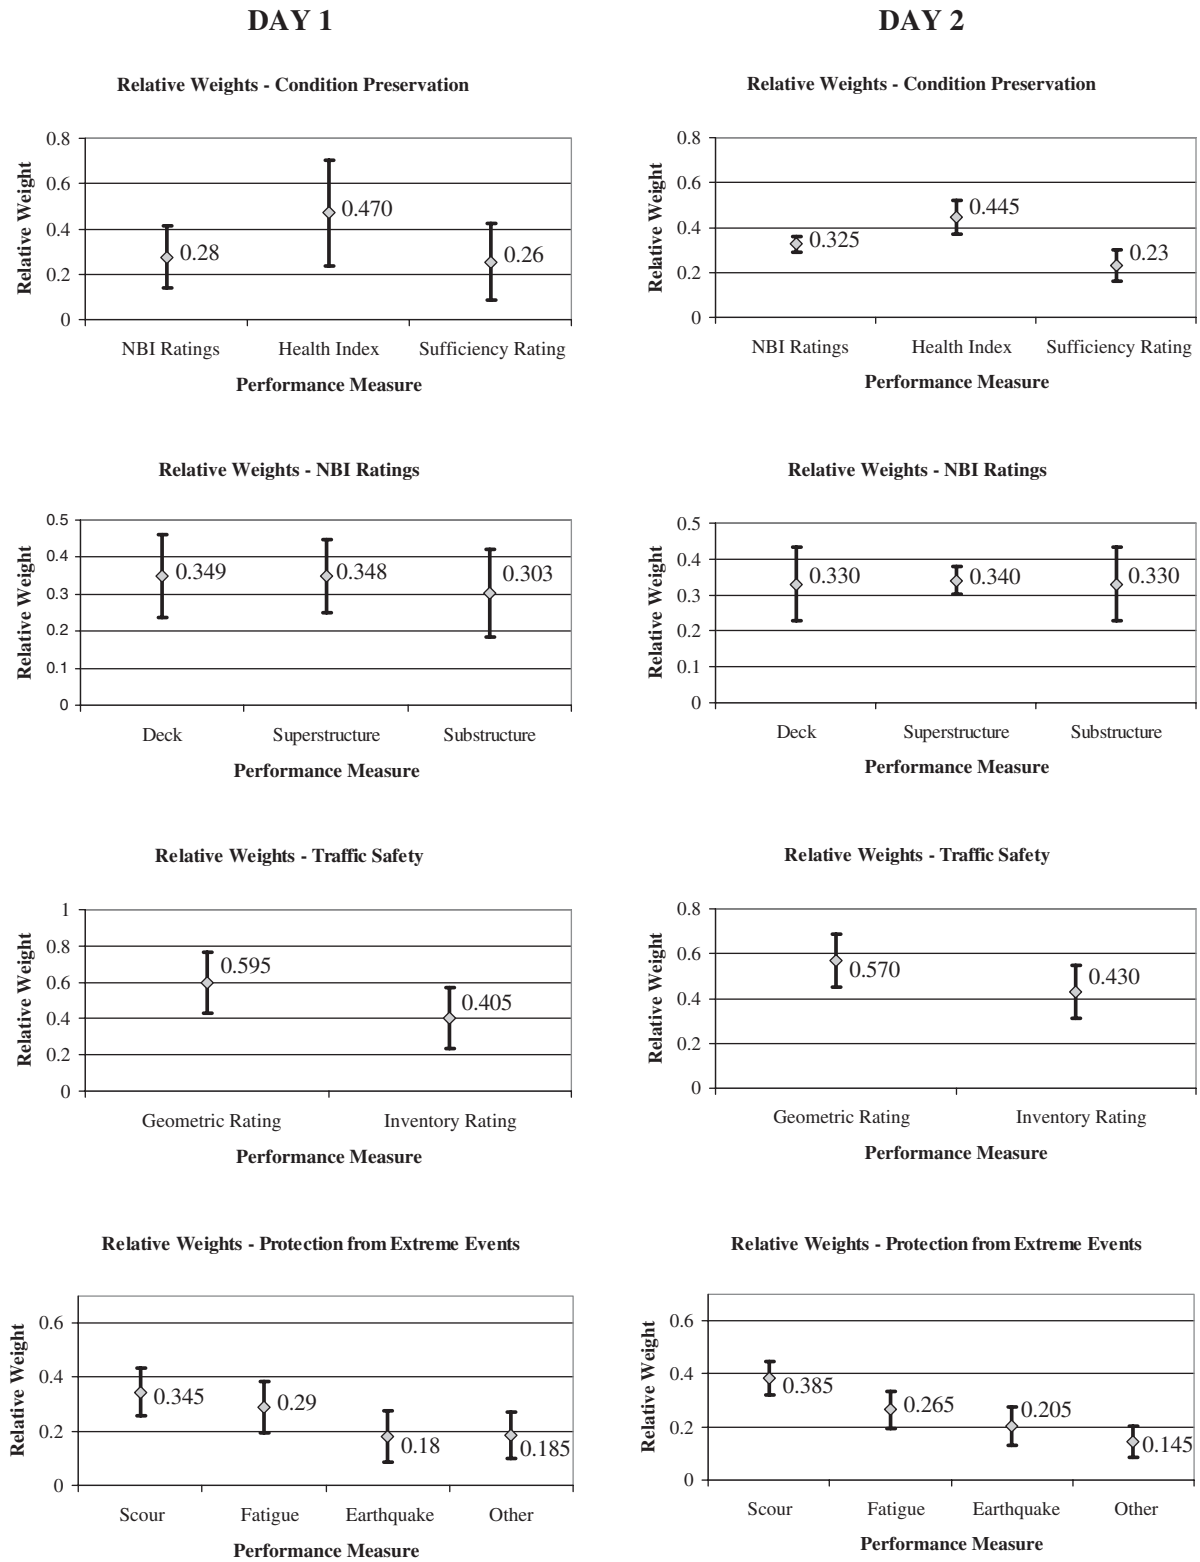 DAY 1
DAY 2
Relative Weights - Condition Preservation
Relative Weight
0.8
0.6
0.4
0.2
0
0.28
0.470
0.26
NBI Ratings Health Index Sufficiency Rating
Performance Measure
Relative Weights - Condition Preservation
Relative Weight
0.8
0.6
0.4
0.2
0
0.325
0.445
0.23
NBI Ratings Health Index Sufficiency Rating
Performance Measure
Relative Weights - NBI Ratings
Relative Weight
0.5
0.4
0.3
0.2
0.1
0
0.349
0.348
0.303
Deck Superstructure Substructure
Performance Measure
Relative Weights - NBI Ratings
Relative Weight
0.5
0.4
0.3
0.2
0.1
0
0.330
0.340
0.330
Deck Superstructure Substructure
Performance Measure
Relative Weights - Traffic Safety
Relative Weight
1
0.8
0.6
0.4
0.2
0
0.595
0.405
Geometric Rating Inventory Rating
Performance Measure
Relative Weights - Traffic Safety
Relative Weight
0.8
0.6
0.4
0.2
0
0.570
0.430
Geometric Rating Inventory Rating
Performance Measure
Relative Weights - Protection from Extreme Events
Relative Weight
0.6
0.4
0.2
0
0.345
0.29
0.18
0.185
Scour Fatigue Earthquake Other
Performance Measure
Relative Weights - Protection from Extreme Events
Relative Weight
0.6
0.4
0.2
0
0.385
0.265
0.205
0.145
Scour Fatigue Earthquake Other
Performance Measure